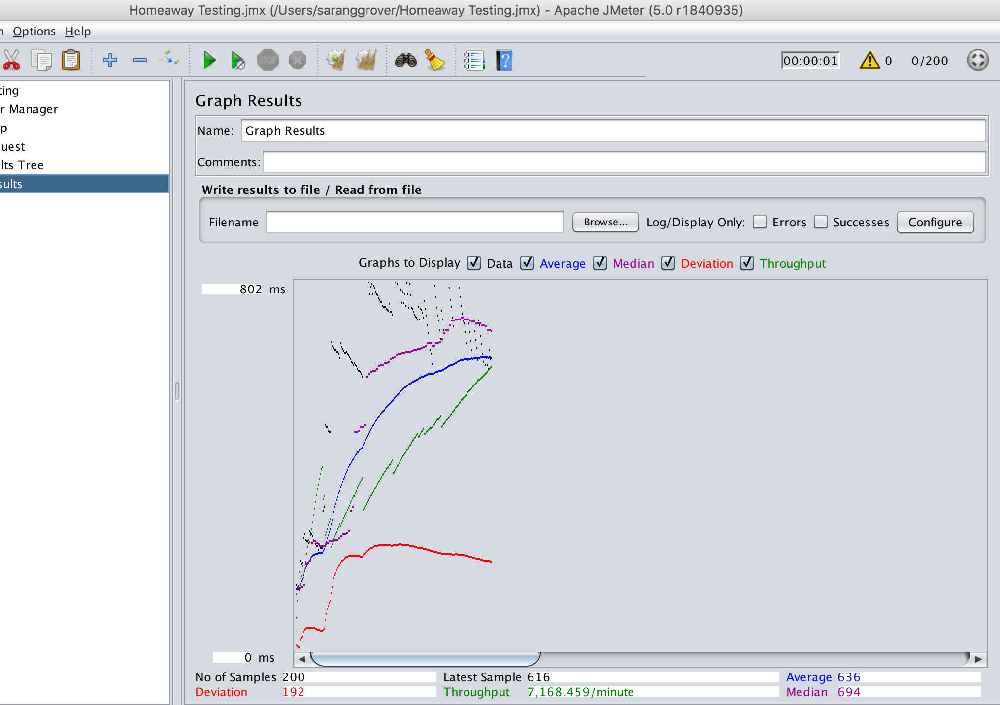 Homeaway Testing.jmx (/Users/saranggrover/Homeaway Testing.jmx) - Apache JMeter (5.0 r1840935)
n Options Help
STOP ? 00:00:01 0 0/200
ting
r Manager
p
uest
lts Tree
sults
Graph Results
Name: Graph Results
Comments:
Write results to file / Read from file
Filename Browse... Log/Display Only: Errors Successes Configure
Graphs to Display Data Average Median Deviation Throughput
802 ms
0 ms
No of Samples 200 Latest Sample 616 Average 636
Deviation 192 Throughput 7,168.459/minute Median 694